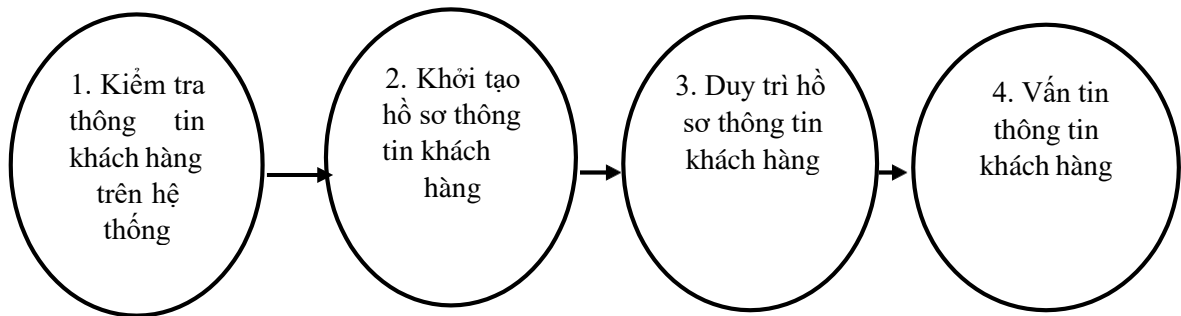 1. Kiểm tra
thông tin
khách hàng
trên hệ
thống
2. Khởi tạo
hồ sơ thông
tin khách
hàng
3. Duy trì hồ
sơ thông tin
khách hàng
4. Vấn tin
thông tin
khách hàng